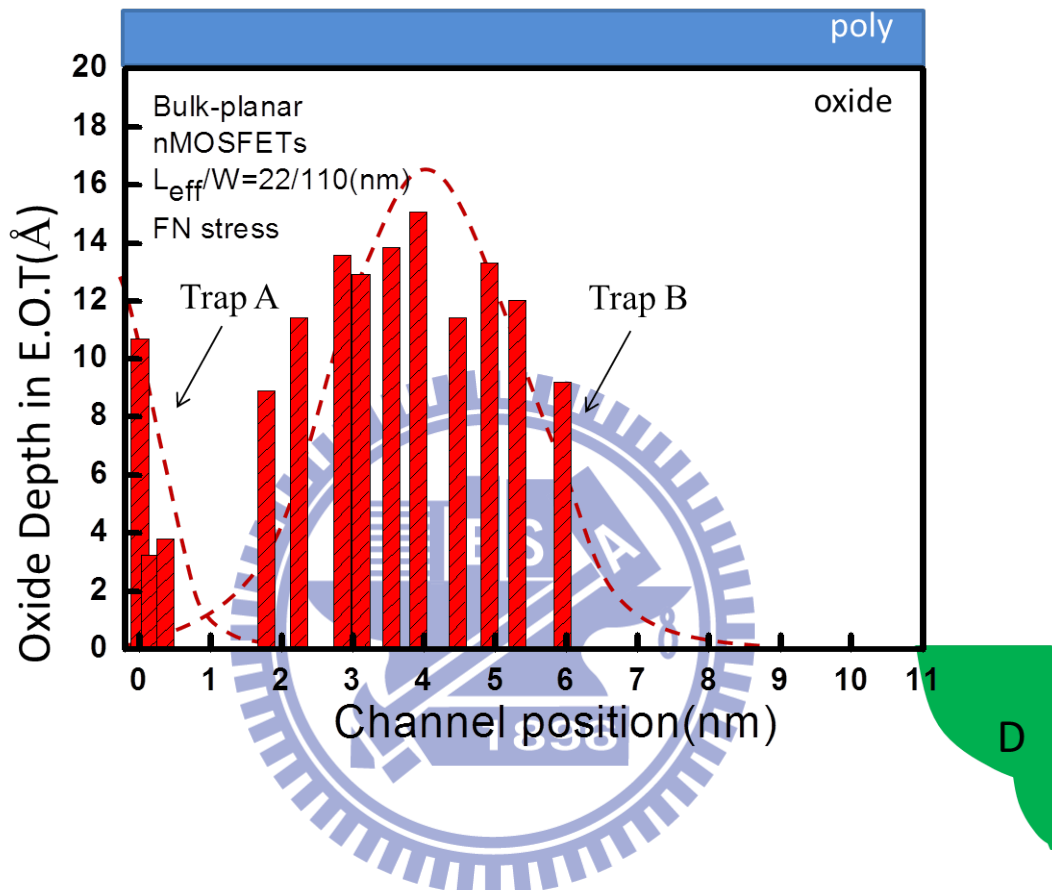 poly
oxide
Bulk-planar
nMOSFETs
Leff/W=22/110(nm)
FN stress
Trap A
Trap B
Oxide Depth in E.O.T(Å)
20
18
16
14
12
10
8
6
4
2
0
0 1 2 3 4 5 6 7 8 9 10 11
Channel position(nm)
D
E S A
1896